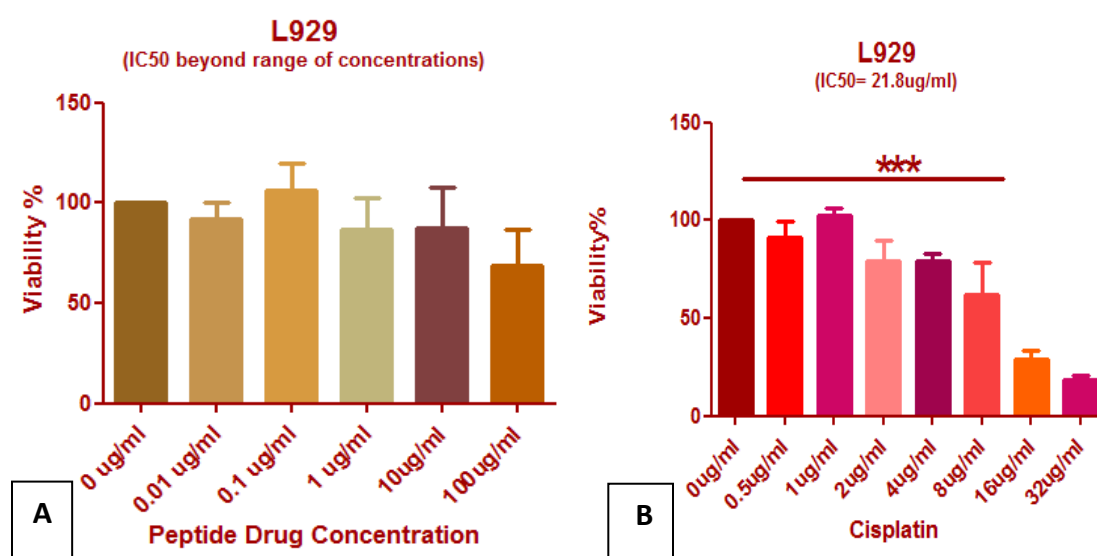 L929
(IC50 beyond range of concentrations)
150
100
50
0
Viability %
0 ug/ml
0.01 ug/ml
0.1 ug/ml
1 ug/ml
10ug/ml
100ug/ml
Peptide Drug Concentration
A
L929
(IC50= 21.8ug/ml)
150
100
50
0
Viability%
***
0ug/ml
0.5ug/ml
1ug/ml
2ug/ml
4ug/ml
8ug/ml
16ug/ml
32ug/ml
Cisplatin
B